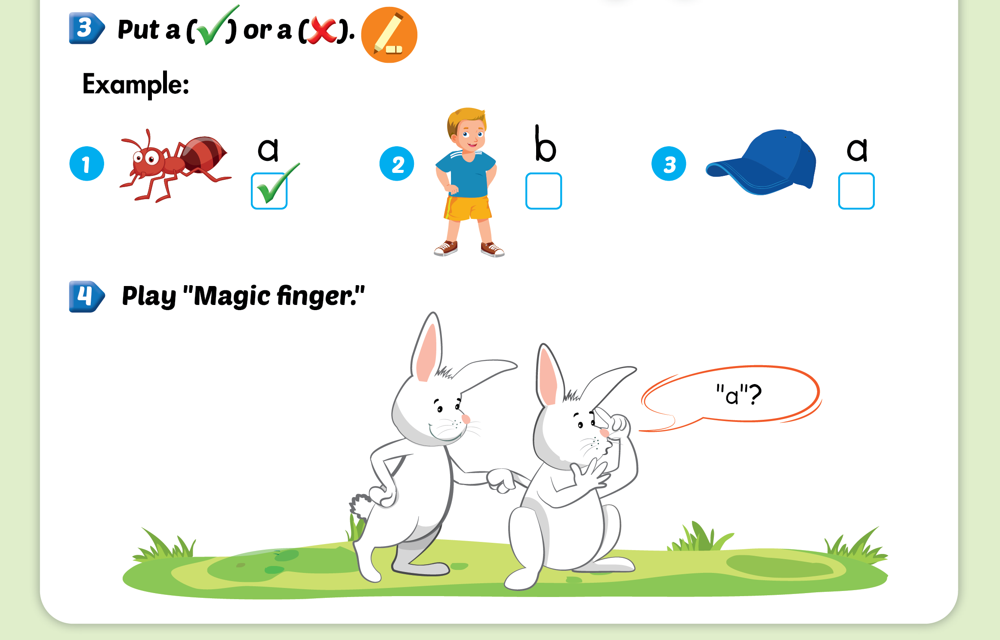 3 Put a (✓) or a (✗).
Example:
1 a ✓
2 b
3 a
4 Play "Magic finger."
"a"?